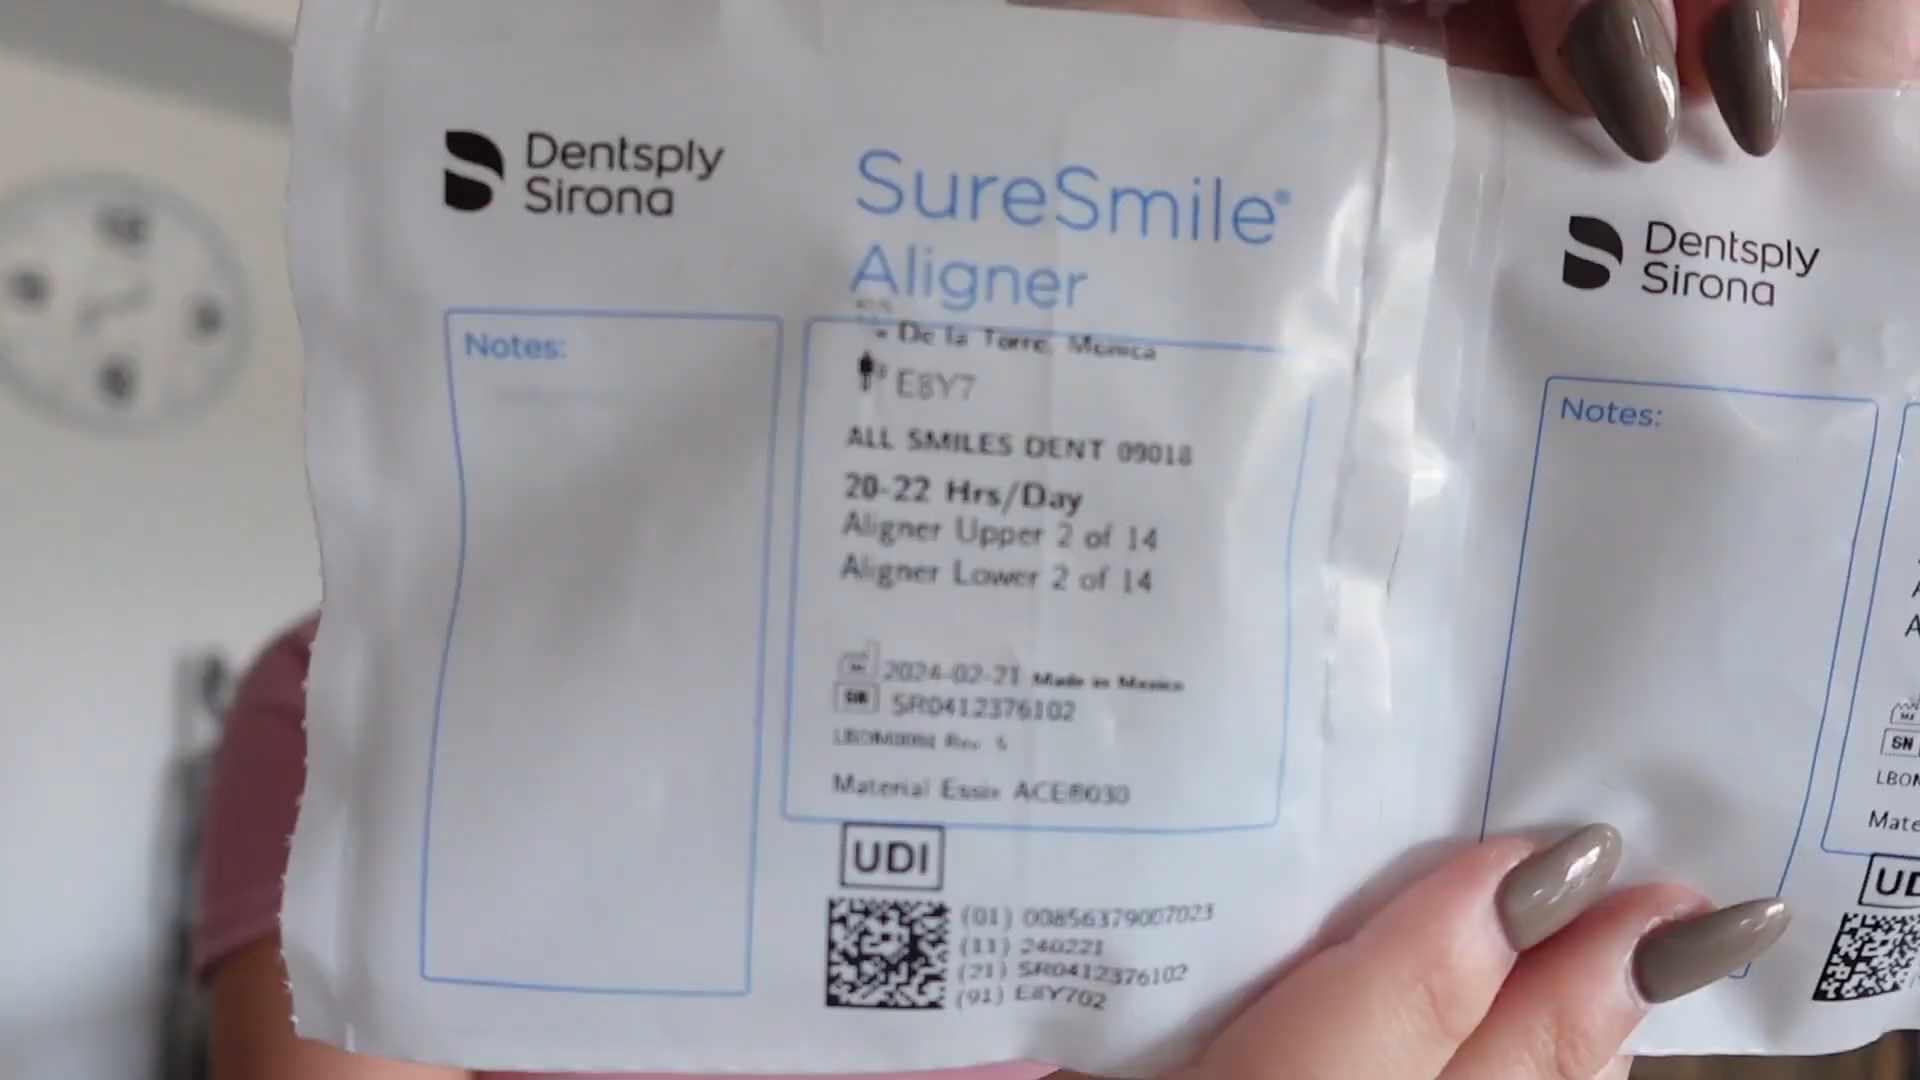 Dentsply
Sirona
SureSmile®
Aligner
Notes:
De la Torre, Monica
E8Y7
ALL SMILES DENT 09018
20-22 Hrs/Day
Aligner Upper 2 of 14
Aligner Lower 2 of 14
2024-02-21 Made in Mexico
SN SR0412376102
Rev. 5
Material Essix ACE®030
UDI
(01) 00856379007023
(11) 240221
(21) SR0412376102
(91) E8Y702
Dentsply
Sirona
Notes:
SN